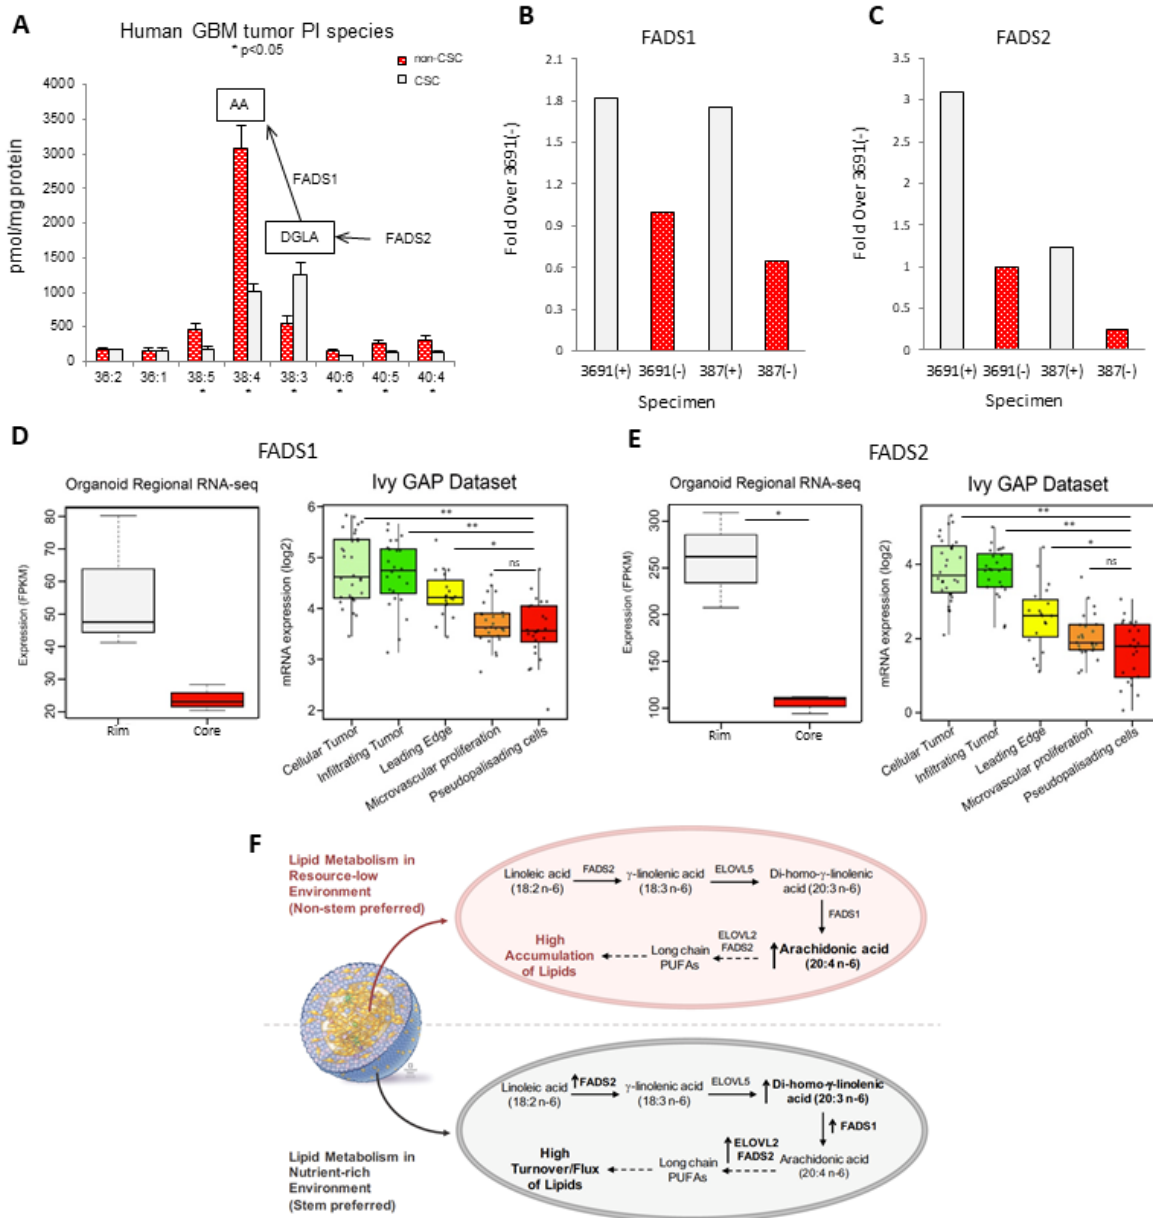 A
Human GBM tumor PI species
* p<0.05
non-CSC
CSC
pmol/mg protein
4000
3500
3000
2500
2000
1500
1000
500
0
AA
FADS1
DGLA
FADS2
36:2 36:1 38:5 38:4 38:3 40:6 40:5 40:4
* * * * * *
B
FADS1
Fold Over 3691(-)
2.1
1.8
1.5
1.2
0.9
0.6
0.3
0
3691(+) 3691(-) 387(+) 387(-)
Specimen
C
FADS2
Fold Over 3691(-)
3.5
3
2.5
2
1.5
1
0.5
0
3691(+) 3691(-) 387(+) 387(-)
Specimen
D
FADS1
Organoid Regional RNA-seq
Expression (FPKM)
80
70
60
50
40
30
20
Rim Core
Ivy GAP Dataset
mRNA expression (log2)
6
5
4
3
2
**
**
*
ns
Cellular Tumor
Infiltrating Tumor
Leading Edge
Microvascular proliferation
Pseudopalisading cells
E
FADS2
Organoid Regional RNA-seq
Expression (FPKM)
300
250
200
150
100
*
Rim Core
Ivy GAP Dataset
mRNA expression (log2)
4
2
0
**
**
*
ns
Cellular Tumor
Infiltrating Tumor
Leading Edge
Microvascular proliferation
Pseudopalisading cells
F
Lipid Metabolism in
Resource-low
Environment
(Non-stem preferred)
Linoleic acid
(18:2 n-6)
FADS2
γ-linolenic acid
(18:3 n-6)
ELOVL5
Di-homo-γ-linolenic
acid (20:3 n-6)
FADS1
Arachidonic acid
(20:4 n-6)
ELOVL2
FADS2
Long chain
PUFAs
High
Accumulation
of Lipids
Lipid Metabolism in
Nutrient-rich
Environment
(Stem preferred)
Linoleic acid
(18:2 n-6)
FADS2
γ-linolenic acid
(18:3 n-6)
ELOVL5
Di-homo-γ-linolenic
acid (20:3 n-6)
FADS1
Arachidonic acid
(20:4 n-6)
ELOVL2
FADS2
Long chain
PUFAs
High
Turnover/Flux
of Lipids